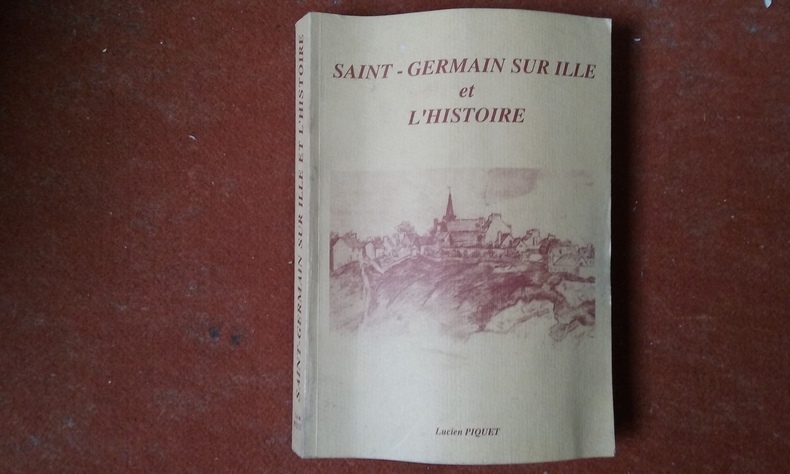 SAINT - GERMAIN SUR ILLE
et
L'HISTOIRE
Lucien PIQUET
SAINT-GERMAIN SUR ILLE ET L'HISTOIRE